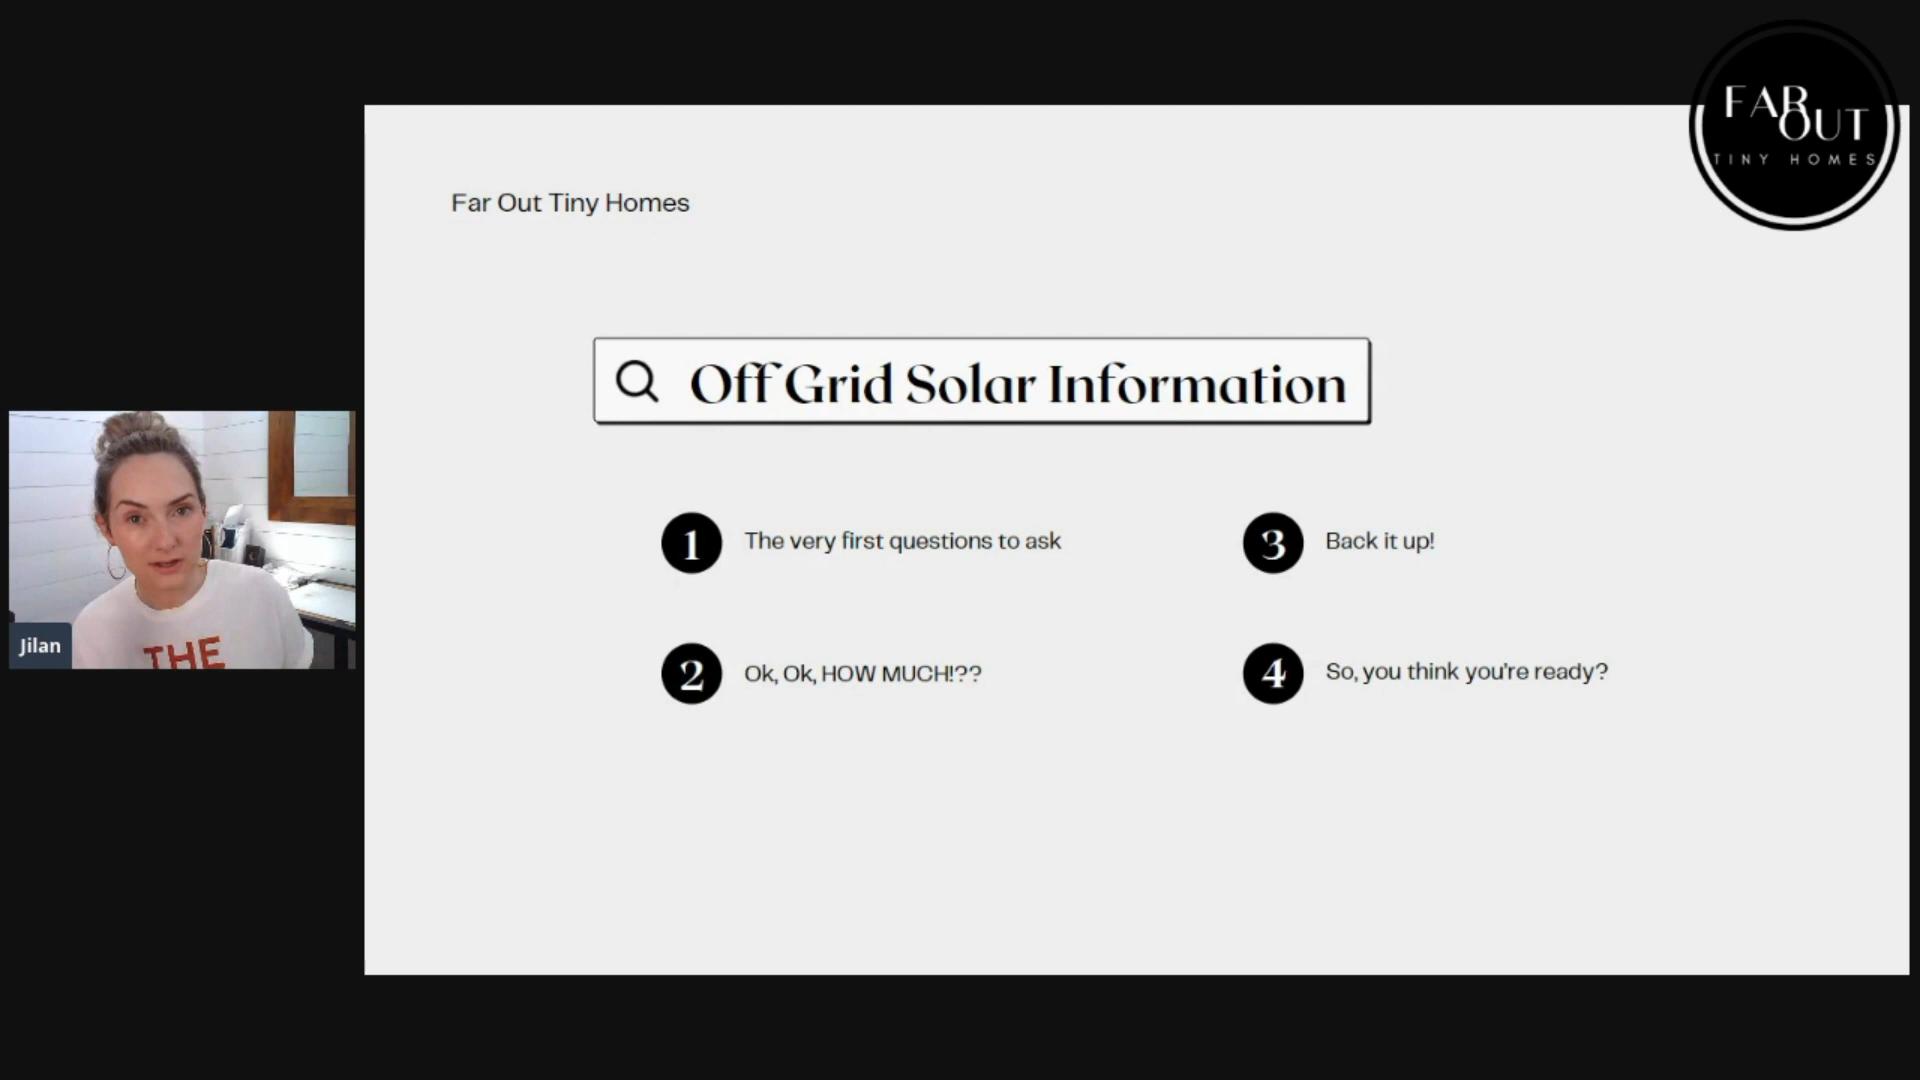 FAR
OUT
TINY HOMES
Far Out Tiny Homes
Off Grid Solar Information
1 The very first questions to ask
2 Ok, Ok, HOW MUCH!??
3 Back it up!
4 So, you think you're ready?
Jilan
THE